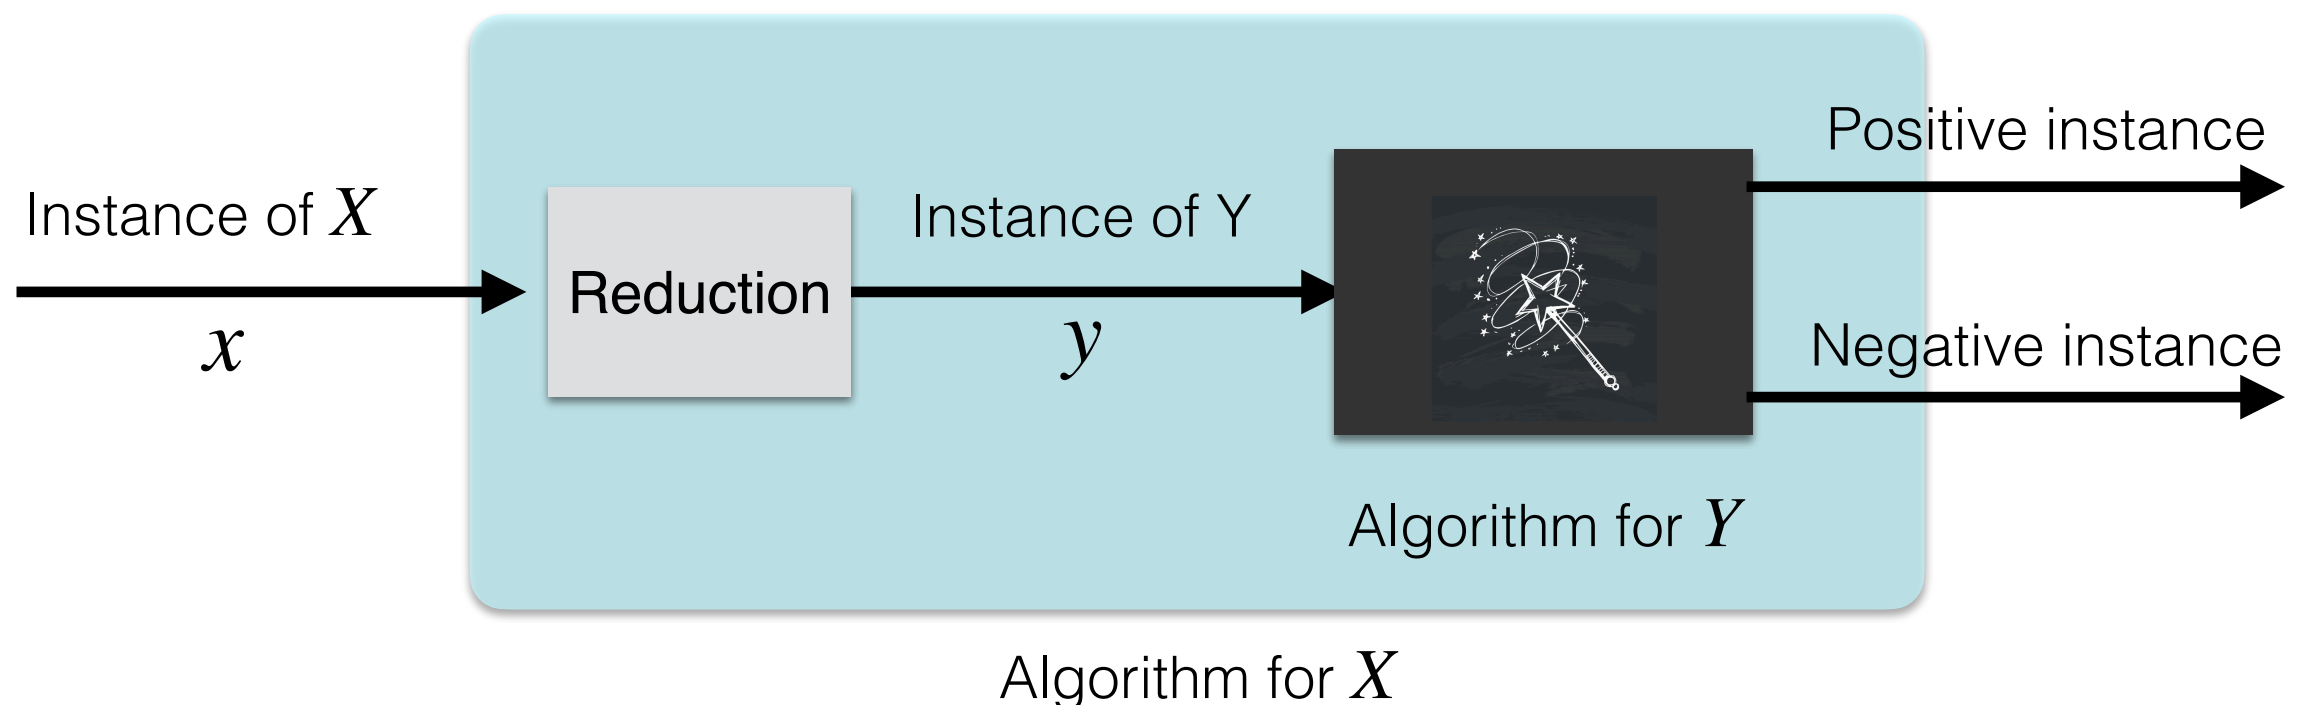 Instance of X
x
Reduction
Instance of Y
y
Positive instance
Negative instance
Algorithm for Y
Algorithm for X